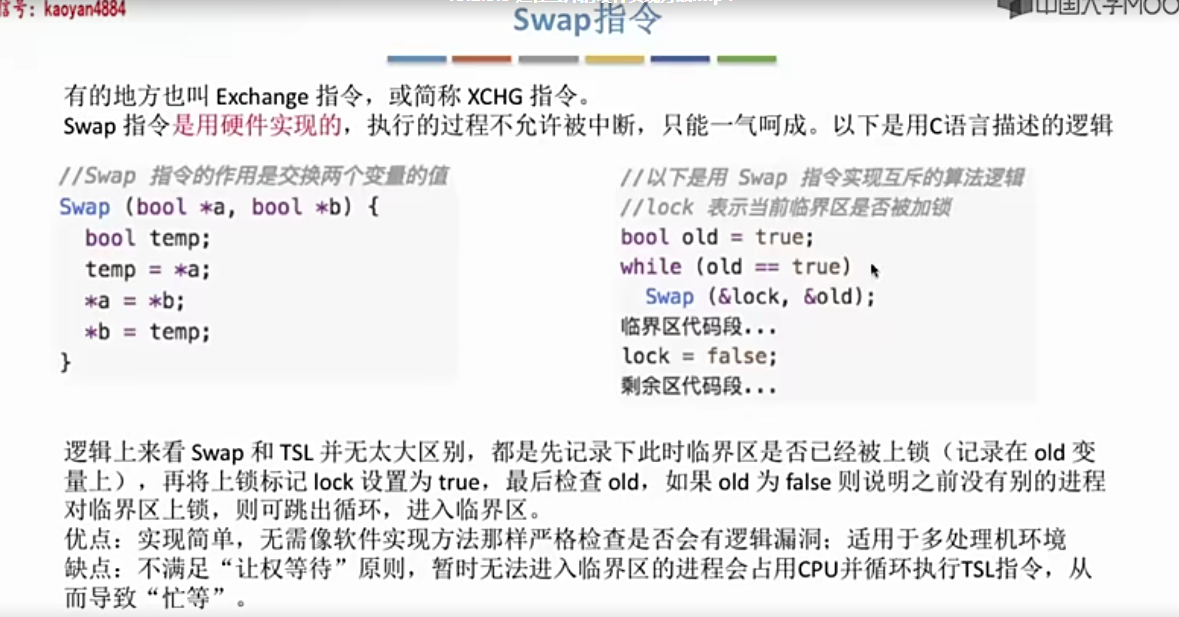 信号：kaoyan4884
中国大学MOO
Swap指令
有的地方也叫 Exchange 指令，或简称 XCHG 指令。
Swap 指令是用硬件实现的，执行的过程不允许被中断，只能一气呵成。以下是用C语言描述的逻辑
//Swap 指令的作用是交换两个变量的值
Swap (bool *a, bool *b) {
bool temp;
temp = *a;
*a = *b;
*b = temp;
}
//以下是用 Swap 指令实现互斥的算法逻辑
//lock 表示当前临界区是否被加锁
bool old = true;
while (old == true)
Swap (&lock, &old);
临界区代码段...
lock = false;
剩余区代码段...
逻辑上来看 Swap 和 TSL 并无太大区别，都是先记录下此时临界区是否已经被上锁（记录在 old 变
量上），再将上锁标记 lock 设置为 true，最后检查 old，如果 old 为 false 则说明之前没有别的进程
对临界区上锁，则可跳出循环，进入临界区。
优点：实现简单，无需像软件实现方法那样严格检查是否会有逻辑漏洞；适用于多处理机环境
缺点：不满足“让权等待”原则，暂时无法进入临界区的进程会占用CPU并循环执行TSL指令，从
而导致“忙等”。